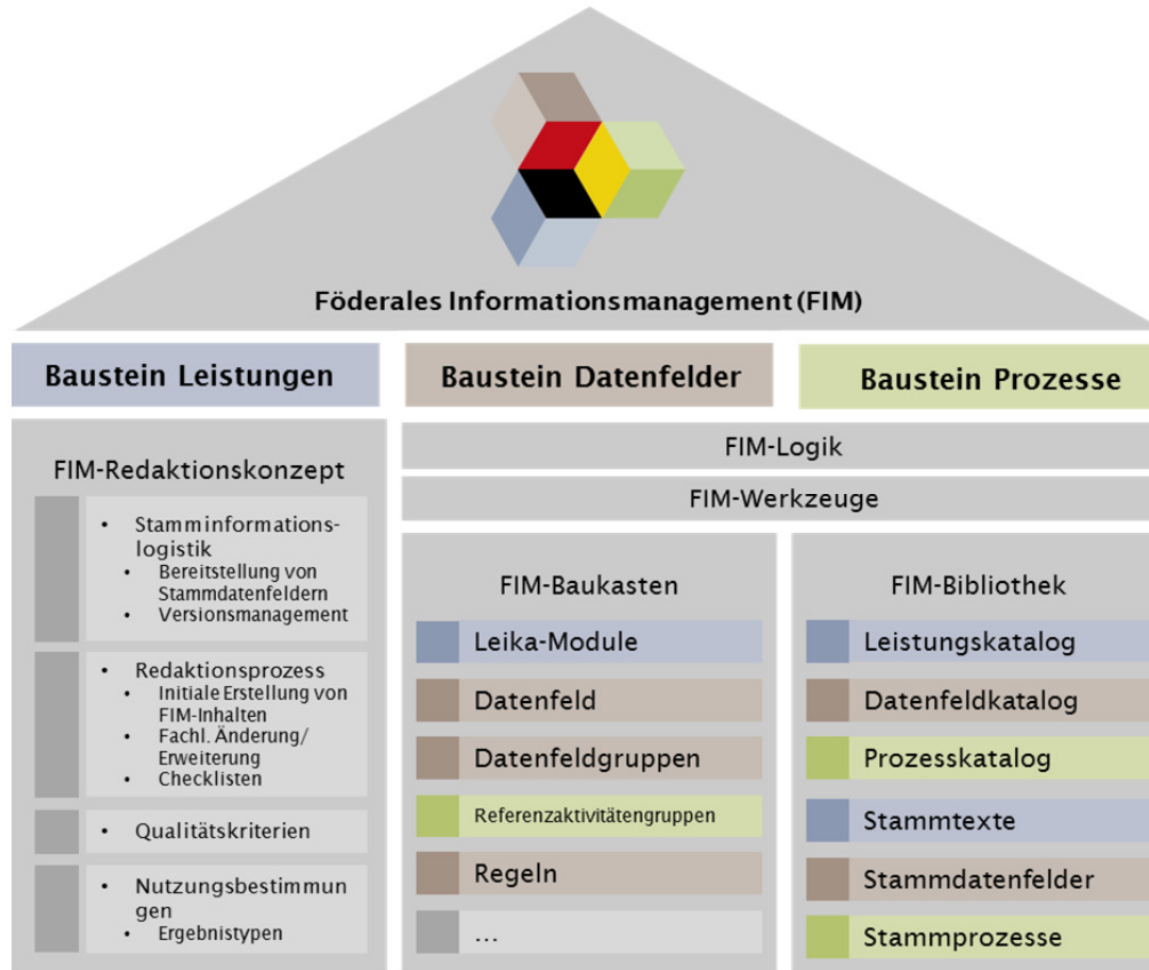 Föderales Informationsmanagement (FIM)
Baustein Leistungen
Baustein Datenfelder
Baustein Prozesse
FIM-Redaktionskonzept
• Stamminformations-
logistik
• Bereitstellung von
Stammdatenfeldern
• Versionsmanagement
• Redaktionsprozess
• Initiale Erstellung von
FIM-Inhalten
• Fachl. Änderung/
Erweiterung
• Checklisten
• Qualitätskriterien
• Nutzungsbestimmun
gen
• Ergebnistypen
FIM-Logik
FIM-Werkzeuge
FIM-Baukasten
Leika-Module
Datenfeld
Datenfeldgruppen
Referenzaktivitätengruppen
Regeln
...
FIM-Bibliothek
Leistungskatalog
Datenfeldkatalog
Prozesskatalog
Stammtexte
Stammdatenfelder
Stammprozesse